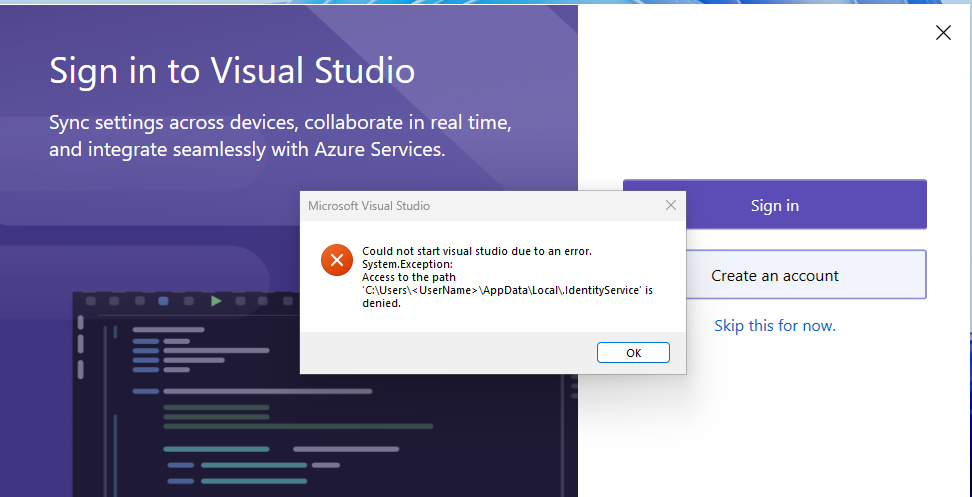 Sign in to Visual Studio
Sync settings across devices, collaborate in real time,
and integrate seamlessly with Azure Services.
Microsoft Visual Studio
Could not start visual studio due to an error.
System.Exception:
Access to the path
'C:\Users\<UserName>\AppData\Local\.IdentityService' is
denied.
OK
Sign in
Create an account
Skip this for now.